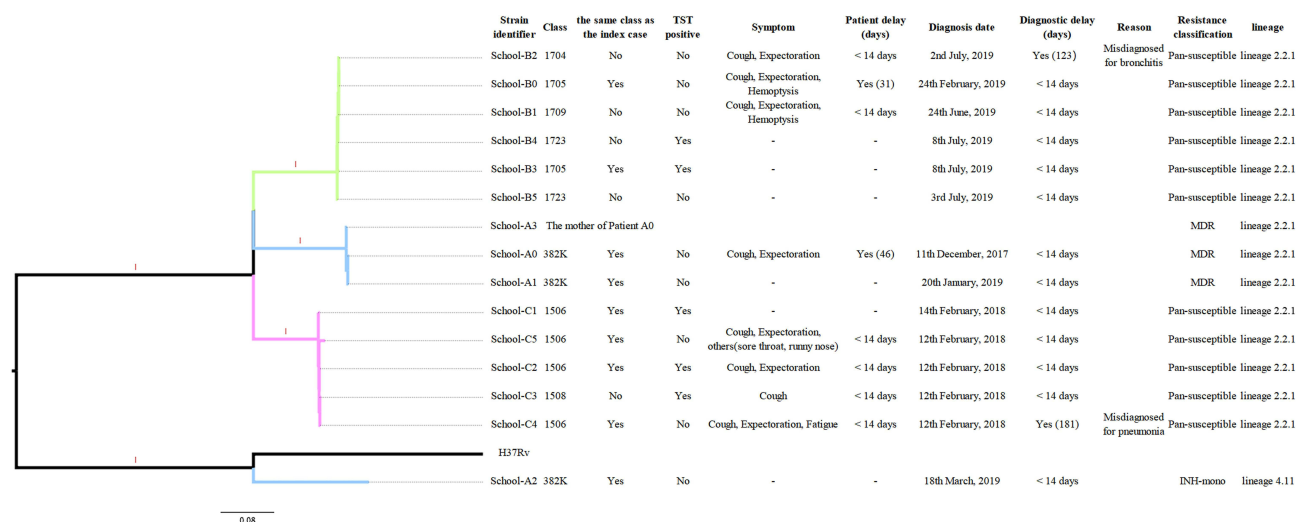 Strain identifier Class the same class as the index case TST positive Symptom Patient delay (days) Diagnosis date Diagnostic delay (days) Reason Resistance classification lineage
School-B2 1704 No No Cough, Expectoration < 14 days 2nd July, 2019 Yes (123) Misdiagnosed for bronchitis Pan-susceptible lineage 2.2.1
School-B0 1705 Yes No Cough, Expectoration, Hemoptysis Yes (31) 24th February, 2019 < 14 days Pan-susceptible lineage 2.2.1
School-B1 1709 No No Cough, Expectoration, Hemoptysis < 14 days 24th June, 2019 < 14 days Pan-susceptible lineage 2.2.1
School-B4 1723 No Yes - - 8th July, 2019 < 14 days Pan-susceptible lineage 2.2.1
School-B3 1705 Yes Yes - - 8th July, 2019 < 14 days Pan-susceptible lineage 2.2.1
School-B5 1723 No No - - 3rd July, 2019 < 14 days Pan-susceptible lineage 2.2.1
School-A3 The mother of Patient A0 MDR lineage 2.2.1
School-A0 382K Yes No Cough, Expectoration Yes (46) 11th December, 2017 < 14 days MDR lineage 2.2.1
School-A1 382K Yes No - - 20th January, 2019 < 14 days MDR lineage 2.2.1
School-C1 1506 Yes Yes - - 14th February, 2018 < 14 days Pan-susceptible lineage 2.2.1
School-C5 1506 Yes No Cough, Expectoration, others(sore throat, runny nose) < 14 days 12th February, 2018 < 14 days Pan-susceptible lineage 2.2.1
School-C2 1506 Yes Yes Cough, Expectoration < 14 days 12th February, 2018 < 14 days Pan-susceptible lineage 2.2.1
School-C3 1508 No Yes Cough < 14 days 12th February, 2018 < 14 days Pan-susceptible lineage 2.2.1
School-C4 1506 Yes No Cough, Expectoration, Fatigue < 14 days 12th February, 2018 Yes (181) Misdiagnosed for pneumonia Pan-susceptible lineage 2.2.1
H37Rv
School-A2 382K Yes No - - 18th March, 2019 < 14 days INH-mono lineage 4.11
0.08